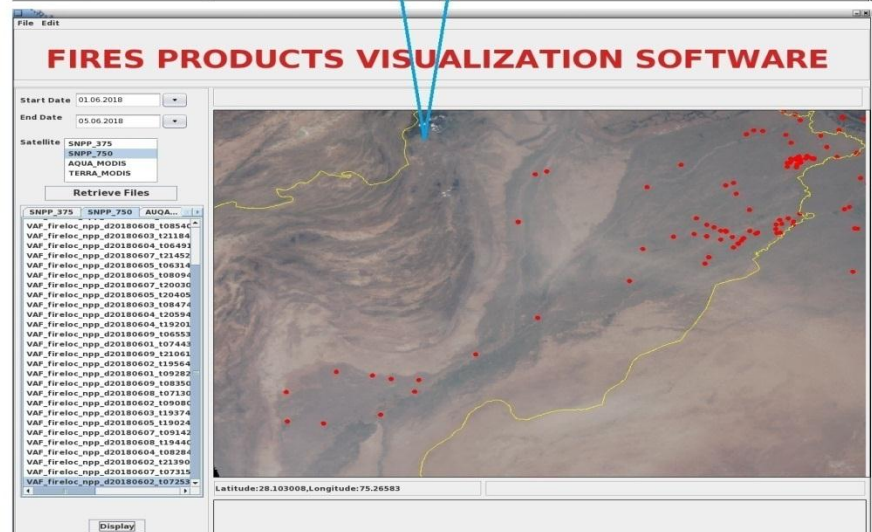 File Edit
FIRES PRODUCTS VISUALIZATION SOFTWARE
Start Date 01.06.2018
End Date 05.06.2018
Satellite SNPP_375
SNPP_750
AQUA_MODIS
TERRA_MODIS
Retrieve Files
SNPP_375 SNPP_750 AUQA...
VAF_fireloc_npp_d20180608_t08540
VAF_fireloc_npp_d20180603_t21184
VAF_fireloc_npp_d20180604_t06491
VAF_fireloc_npp_d20180607_t21452
VAF_fireloc_npp_d20180605_t06314
VAF_fireloc_npp_d20180605_t08094
VAF_fireloc_npp_d20180607_t20030
VAF_fireloc_npp_d20180605_t20405
VAF_fireloc_npp_d20180603_t08474
VAF_fireloc_npp_d20180604_t20594
VAF_fireloc_npp_d20180604_t19201
VAF_fireloc_npp_d20180609_t06553
VAF_fireloc_npp_d20180601_t07443
VAF_fireloc_npp_d20180609_t21061
VAF_fireloc_npp_d20180602_t19564
VAF_fireloc_npp_d20180601_t09282
VAF_fireloc_npp_d20180609_t08350
VAF_fireloc_npp_d20180608_t07130
VAF_fireloc_npp_d20180602_t09080
VAF_fireloc_npp_d20180603_t19374
VAF_fireloc_npp_d20180605_t19024
VAF_fireloc_npp_d20180607_t09142
VAF_fireloc_npp_d20180608_t19440
VAF_fireloc_npp_d20180604_t08284
VAF_fireloc_npp_d20180602_t21390
VAF_fireloc_npp_d20180607_t07315
VAF_fireloc_npp_d20180602_t07253
Latitude:28.103008,Longitude:75.26583
Display